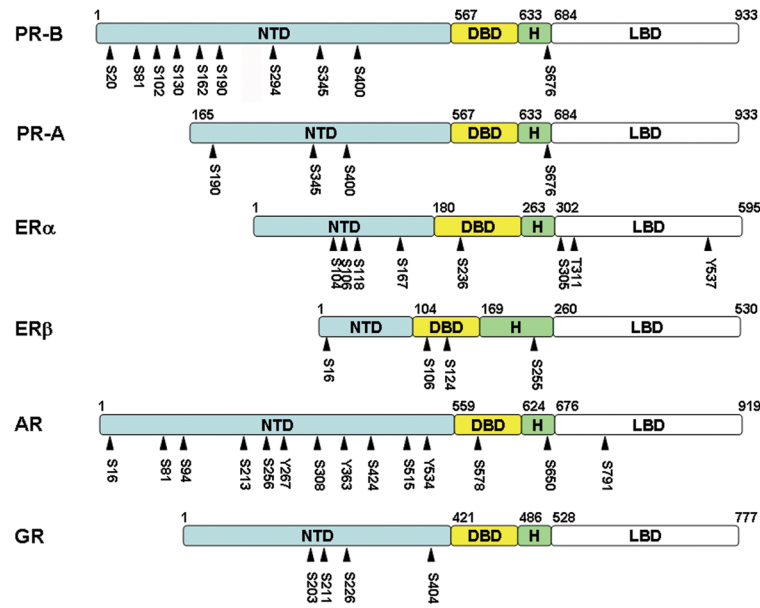 1 567 633 684 933
PR-B NTD DBD H LBD
S20 S81 S102 S130 S162 S190 S294 S345 S400 S676
165 567 633 684 933
PR-A NTD DBD H LBD
S190 S345 S400 S676
1 180 263 302 595
ERα NTD DBD H LBD
S104 S106 S118 S167 S236 S305 T311 Y537
1 104 169 260 530
ERβ NTD DBD H LBD
S16 S106 S124 S255
1 559 624 676 919
AR NTD DBD H LBD
S16 S81 S94 S213 S256 Y267 S308 Y363 S424 S515 Y534 S578 S650 S791
1 421 486 528 777
GR NTD DBD H LBD
S203 S211 S226 S404